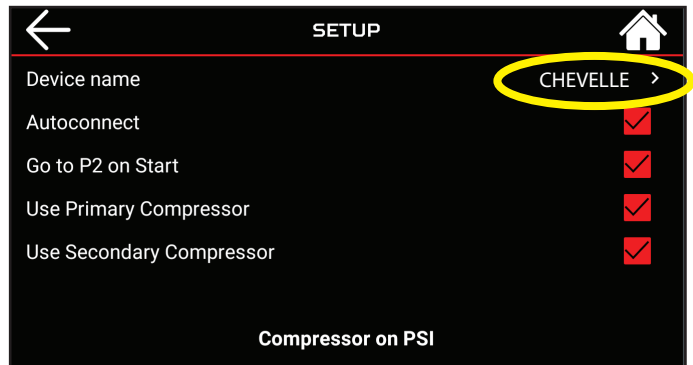 SETUP
Device name CHEVELLE >
Autoconnect
Go to P2 on Start
Use Primary Compressor
Use Secondary Compressor
Compressor on PSI